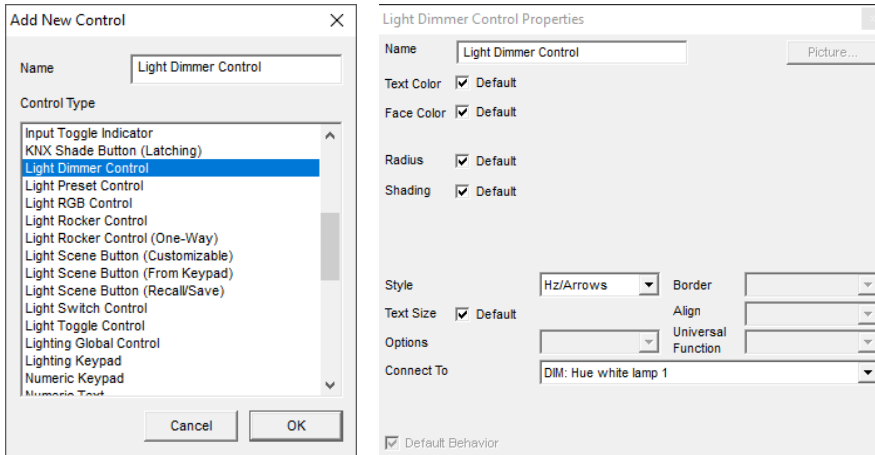 Add New Control
Name Light Dimmer Control
Control Type
Input Toggle Indicator
KNX Shade Button (Latching)
Light Dimmer Control
Light Preset Control
Light RGB Control
Light Rocker Control
Light Rocker Control (One-Way)
Light Scene Button (Customizable)
Light Scene Button (From Keypad)
Light Scene Button (Recall/Save)
Light Switch Control
Light Toggle Control
Lighting Global Control
Lighting Keypad
Numeric Keypad
Numeric Text
Cancel OK
Light Dimmer Control Properties
Name Light Dimmer Control Picture...
Text Color Default
Face Color Default
Radius Default
Shading Default
Style Hz/Arrows Border
Text Size Default Align
Options Universal
Function
Connect To DIM: Hue white lamp 1
Default Behavior